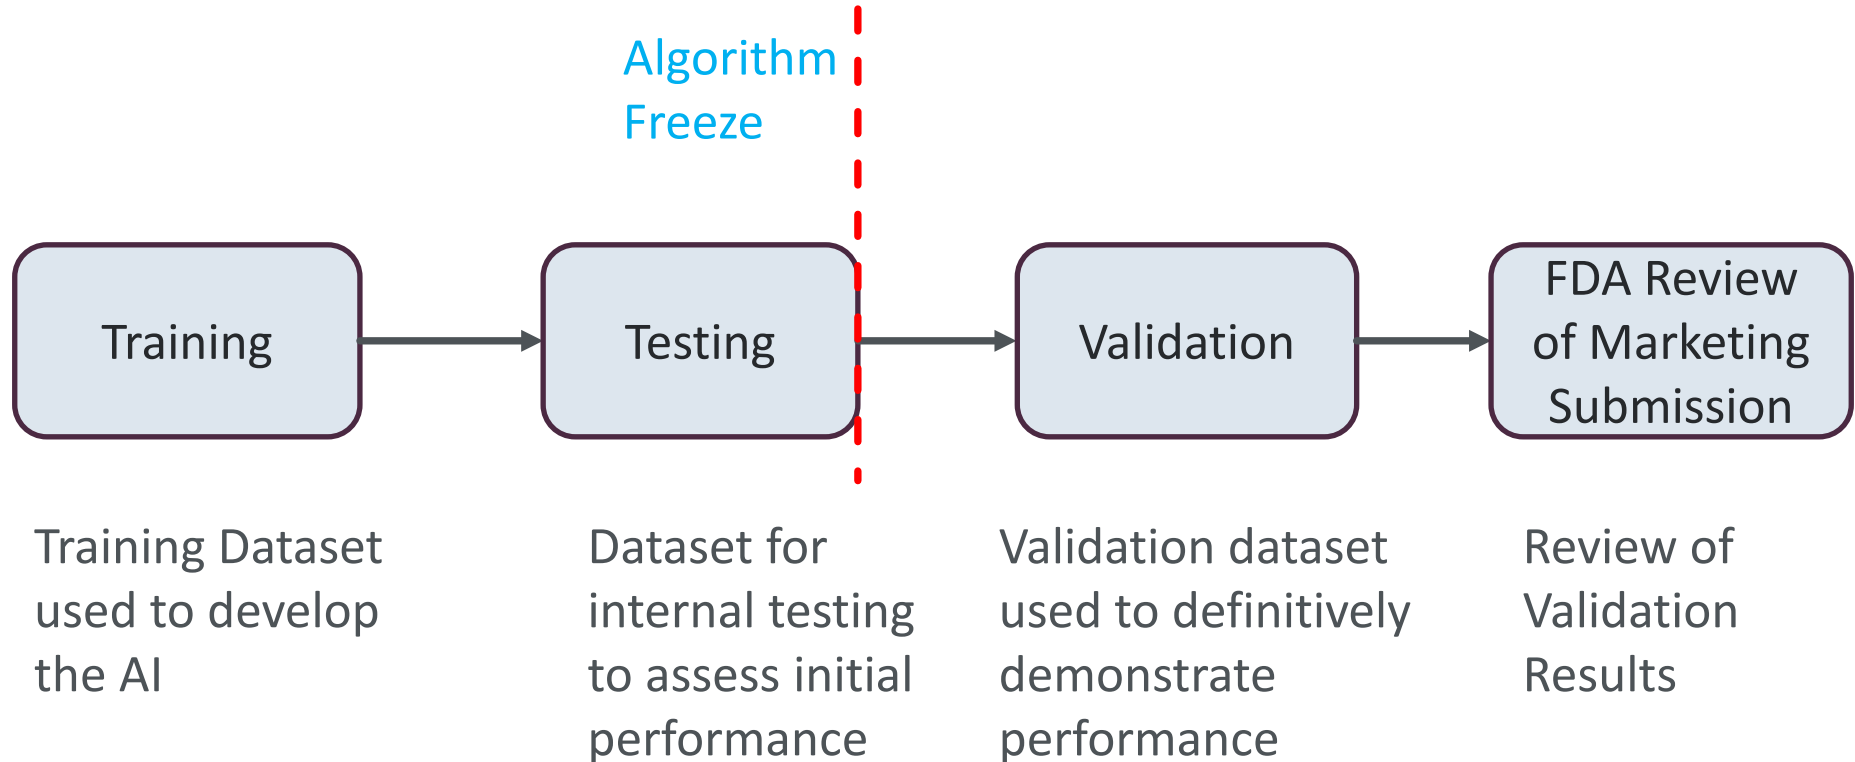 Algorithm
Freeze
Training
Testing
Validation
FDA Review
of Marketing
Submission
Training Dataset
used to develop
the AI
Dataset for
internal testing
to assess initial
performance
Validation dataset
used to definitively
demonstrate
performance
Review of
Validation
Results